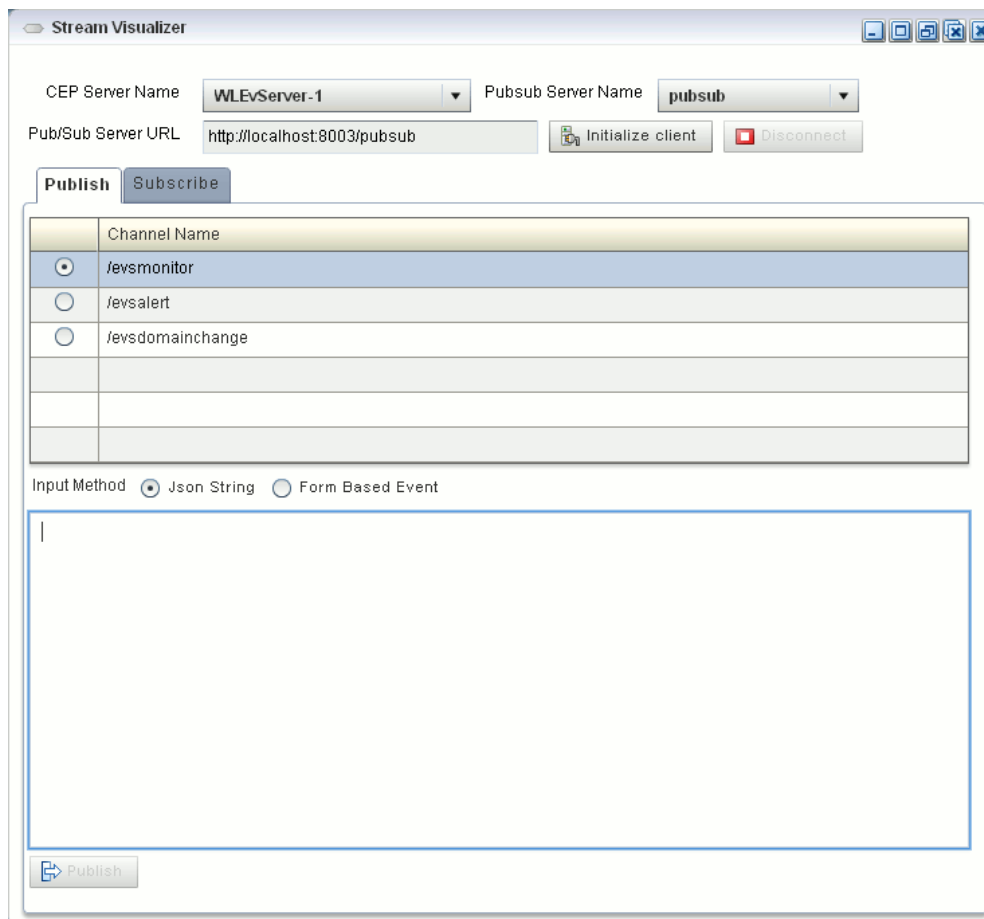 Stream Visualizer
CEP Server Name WLEvServer-1 Pubsub Server Name pubsub
Pub/Sub Server URL http://localhost:8003/pubsub Initialize client Disconnect
Publish Subscribe
Channel Name
/evsmonitor
/evsalert
/evsdomainchange
Input Method Json String Form Based Event
Publish